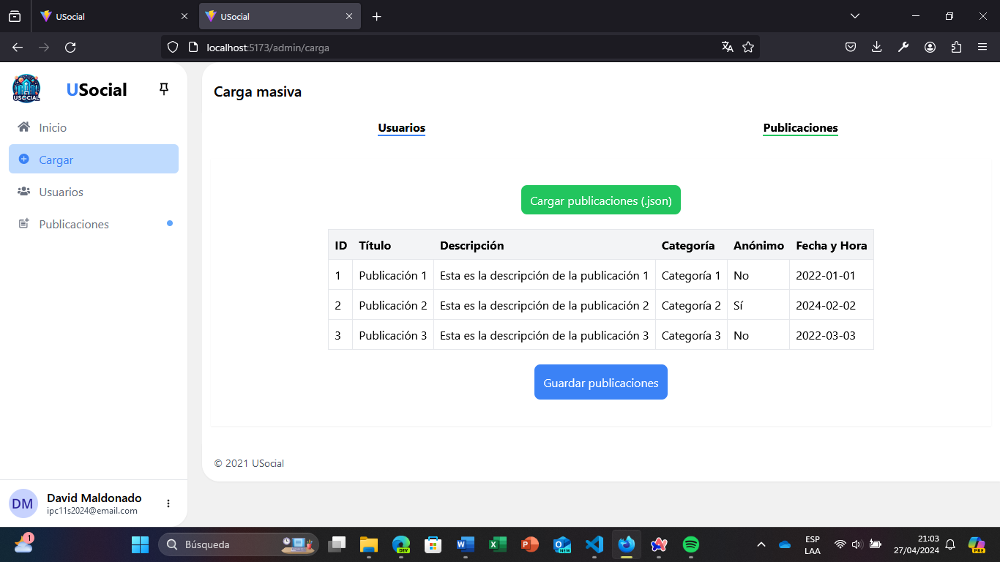 USocial
USocial
localhost:5173/admin/carga
USOCIAL
USocial
Inicio
Cargar
Usuarios
Publicaciones
Carga masiva
Usuarios Publicaciones
Cargar publicaciones (.json)
ID Título Descripción Categoría Anónimo Fecha y Hora
1 Publicación 1 Esta es la descripción de la publicación 1 Categoría 1 No 2022-01-01
2 Publicación 2 Esta es la descripción de la publicación 2 Categoría 2 Sí 2024-02-02
3 Publicación 3 Esta es la descripción de la publicación 3 Categoría 3 No 2022-03-03
Guardar publicaciones
© 2021 USocial
DM
David Maldonado
ipc11s2024@email.com
1
Búsqueda
DEV
NEW
ESP
LAA
21:03
27/04/2024
PRE